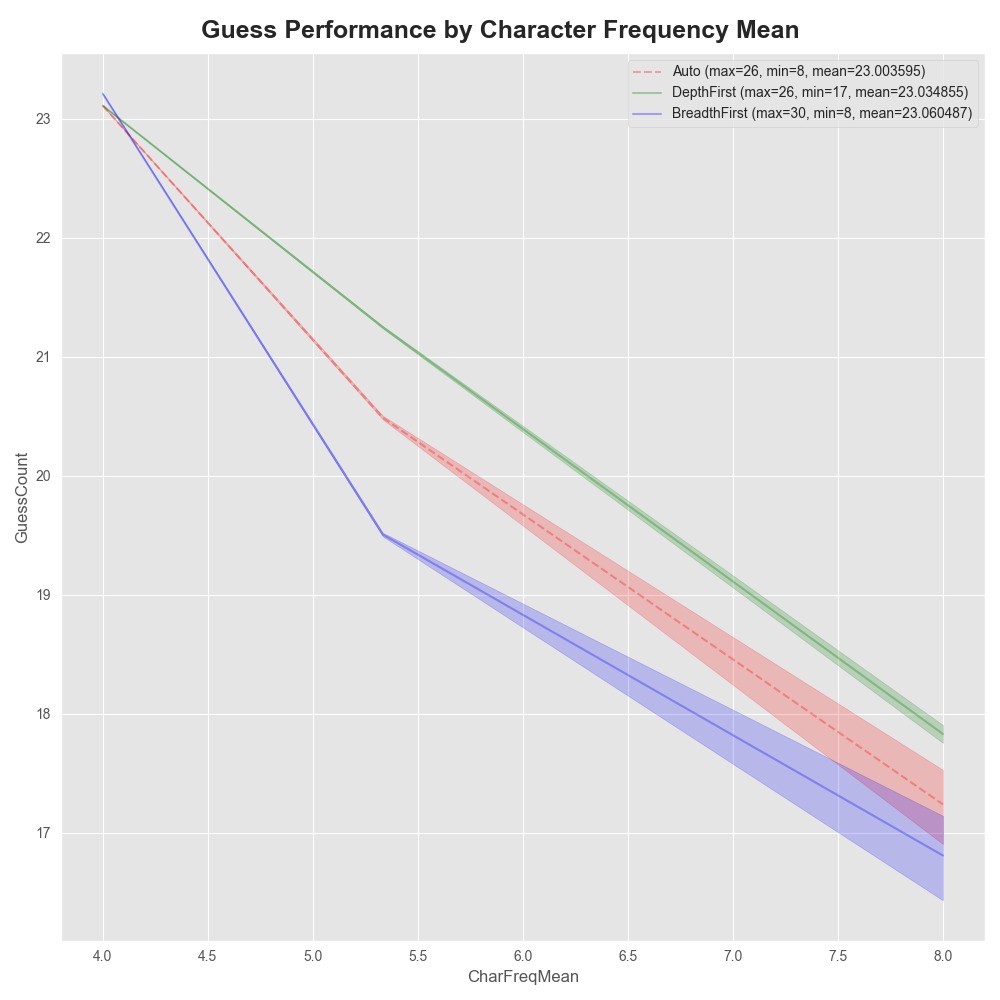 Guess Performance by Character Frequency Mean
Auto (max=26, min=8, mean=23.003595)
DepthFirst (max=26, min=17, mean=23.034855)
BreadthFirst (max=30, min=8, mean=23.060487)
GuessCount
23
22
21
20
19
18
17
4.0 4.5 5.0 5.5 6.0 6.5 7.0 7.5 8.0
CharFreqMean